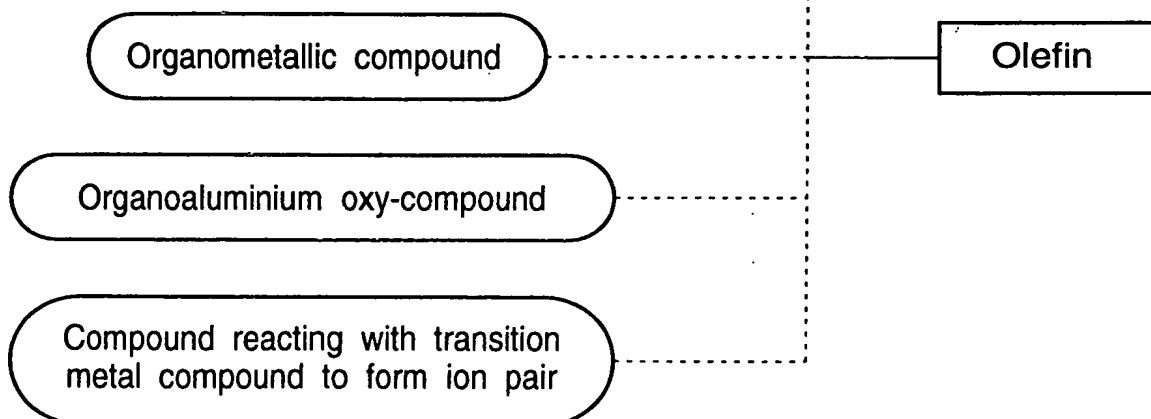 Organometallic compound
Olefin
Organoaluminium oxy-compound
Compound reacting with transition
metal compound to form ion pair